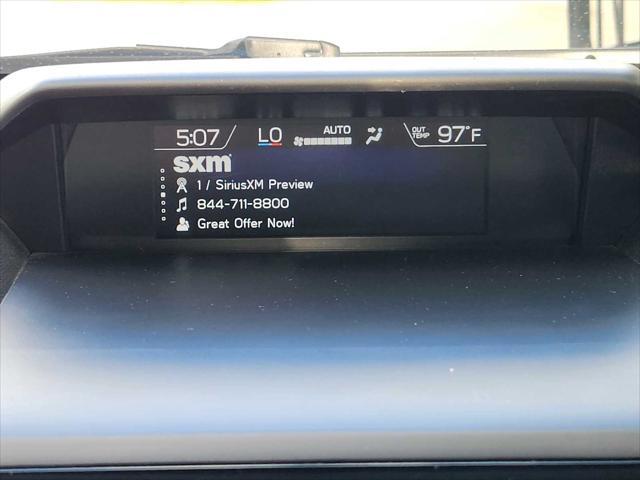 5:07 LO AUTO OUT TEMP 97°F
sxm
1 / SiriusXM Preview
844-711-8800
Great Offer Now!